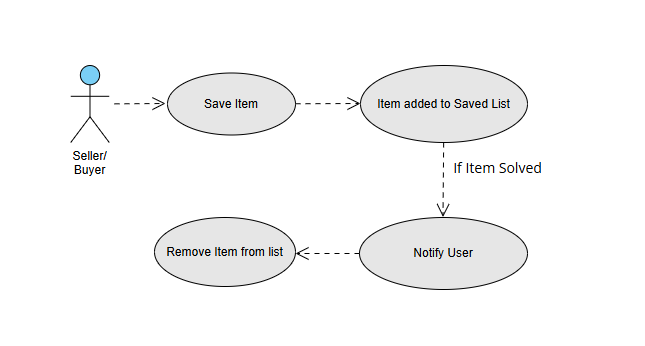 Save Item
Item added to Saved List
Seller/
Buyer
If Item Solved
Remove Item from list
Notify User